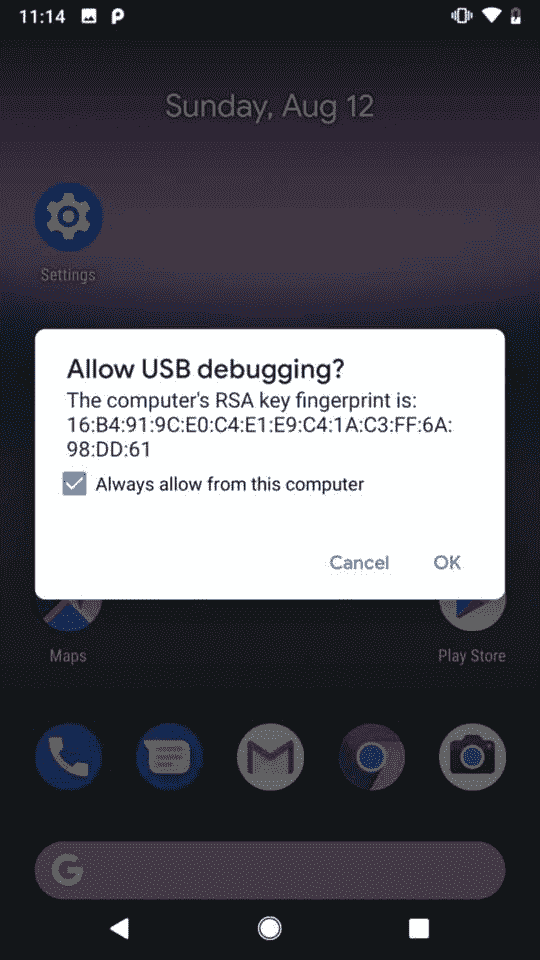 11:14
Sunday, Aug 12
Settings
Allow USB debugging?
The computer's RSA key fingerprint is:
16:B4:91:9C:E0:C4:E1:E9:C4:1A:C3:FF:6A:
98:DD:61
Always allow from this computer
Cancel OK
Maps Play Store